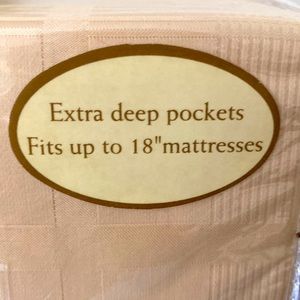 Extra deep pockets
Fits up to 18"mattresses